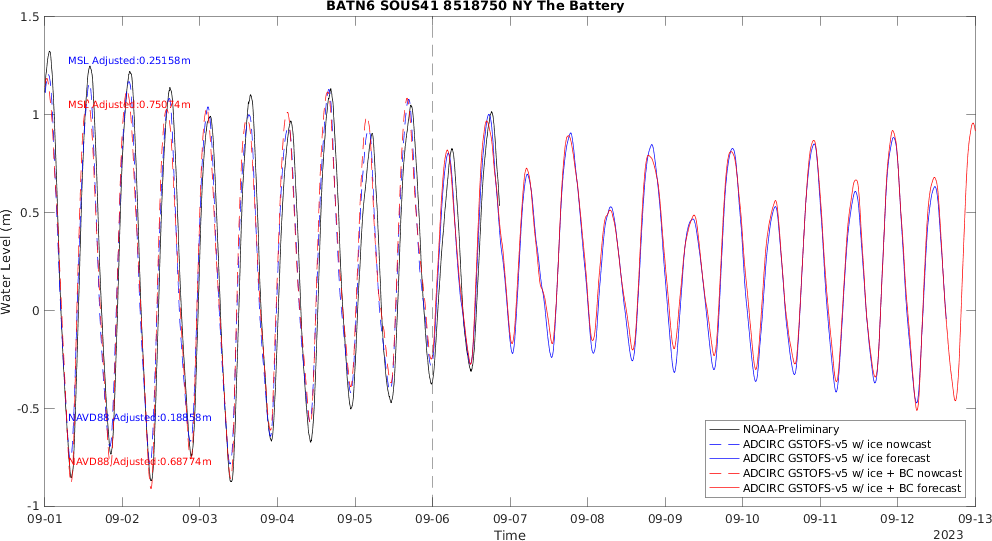 BATN6 SOUS41 8518750 NY The Battery
1.5
1
0.5
0
-0.5
-1
Water Level (m)
MSL Adjusted:0.25158m
MSL Adjusted:0.75074m
NAVD88 Adjusted:0.18858m
NAVD88 Adjusted:0.68774m
NOAA-Preliminary
ADCIRC GSTOFS-v5 w/ ice nowcast
ADCIRC GSTOFS-v5 w/ ice forecast
ADCIRC GSTOFS-v5 w/ ice + BC nowcast
ADCIRC GSTOFS-v5 w/ ice + BC forecast
09-01 09-02 09-03 09-04 09-05 09-06 09-07 09-08 09-09 09-10 09-11 09-12 09-13
Time
2023